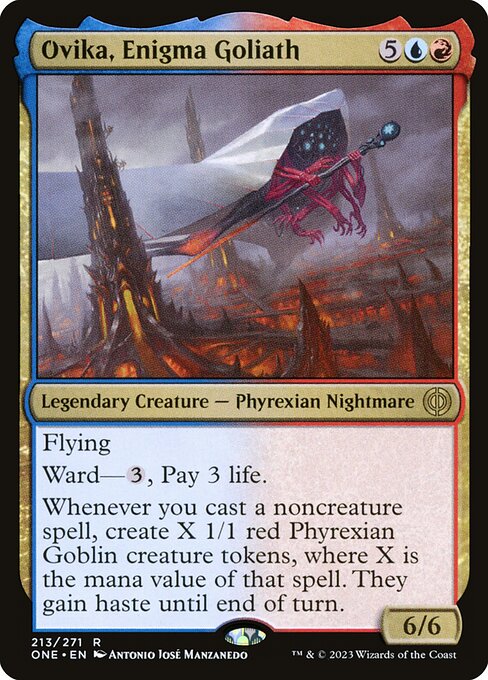 Ovika, Enigma Goliath 5
Legendary Creature — Phyrexian Nightmare
Flying
Ward—3, Pay 3 life.
Whenever you cast a noncreature
spell, create X 1/1 red Phyrexian
Goblin creature tokens, where X is
the mana value of that spell. They
gain haste until end of turn.
6/6
213/271 R
ONE • EN Antonio José Manzanedo
™ & © 2023 Wizards of the Coast